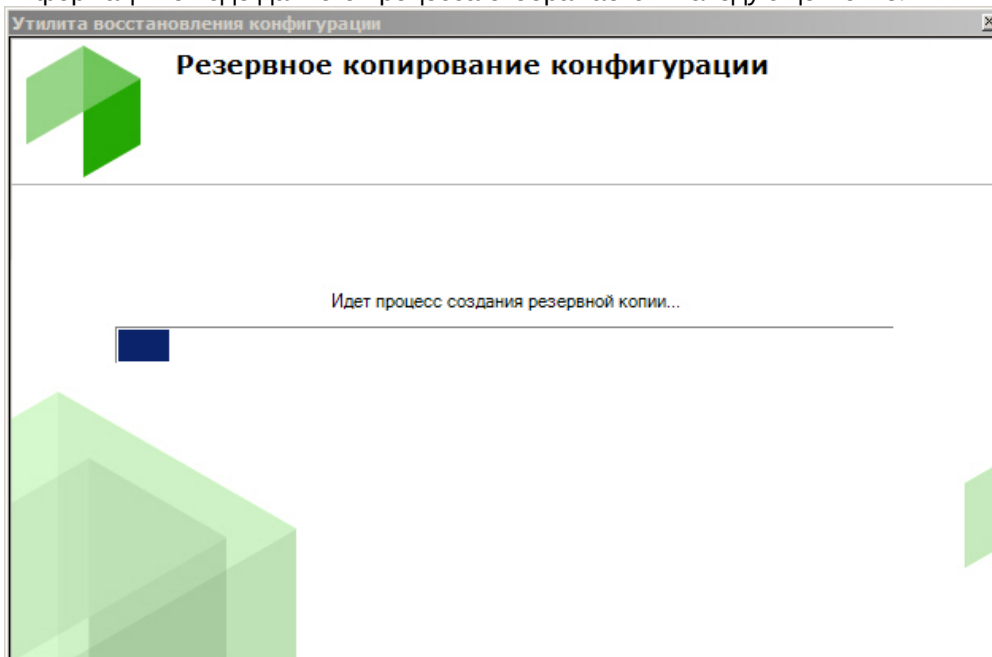 Утилита восстановления конфигурации
Резервное копирование конфигурации
Идет процесс создания резервной копии...